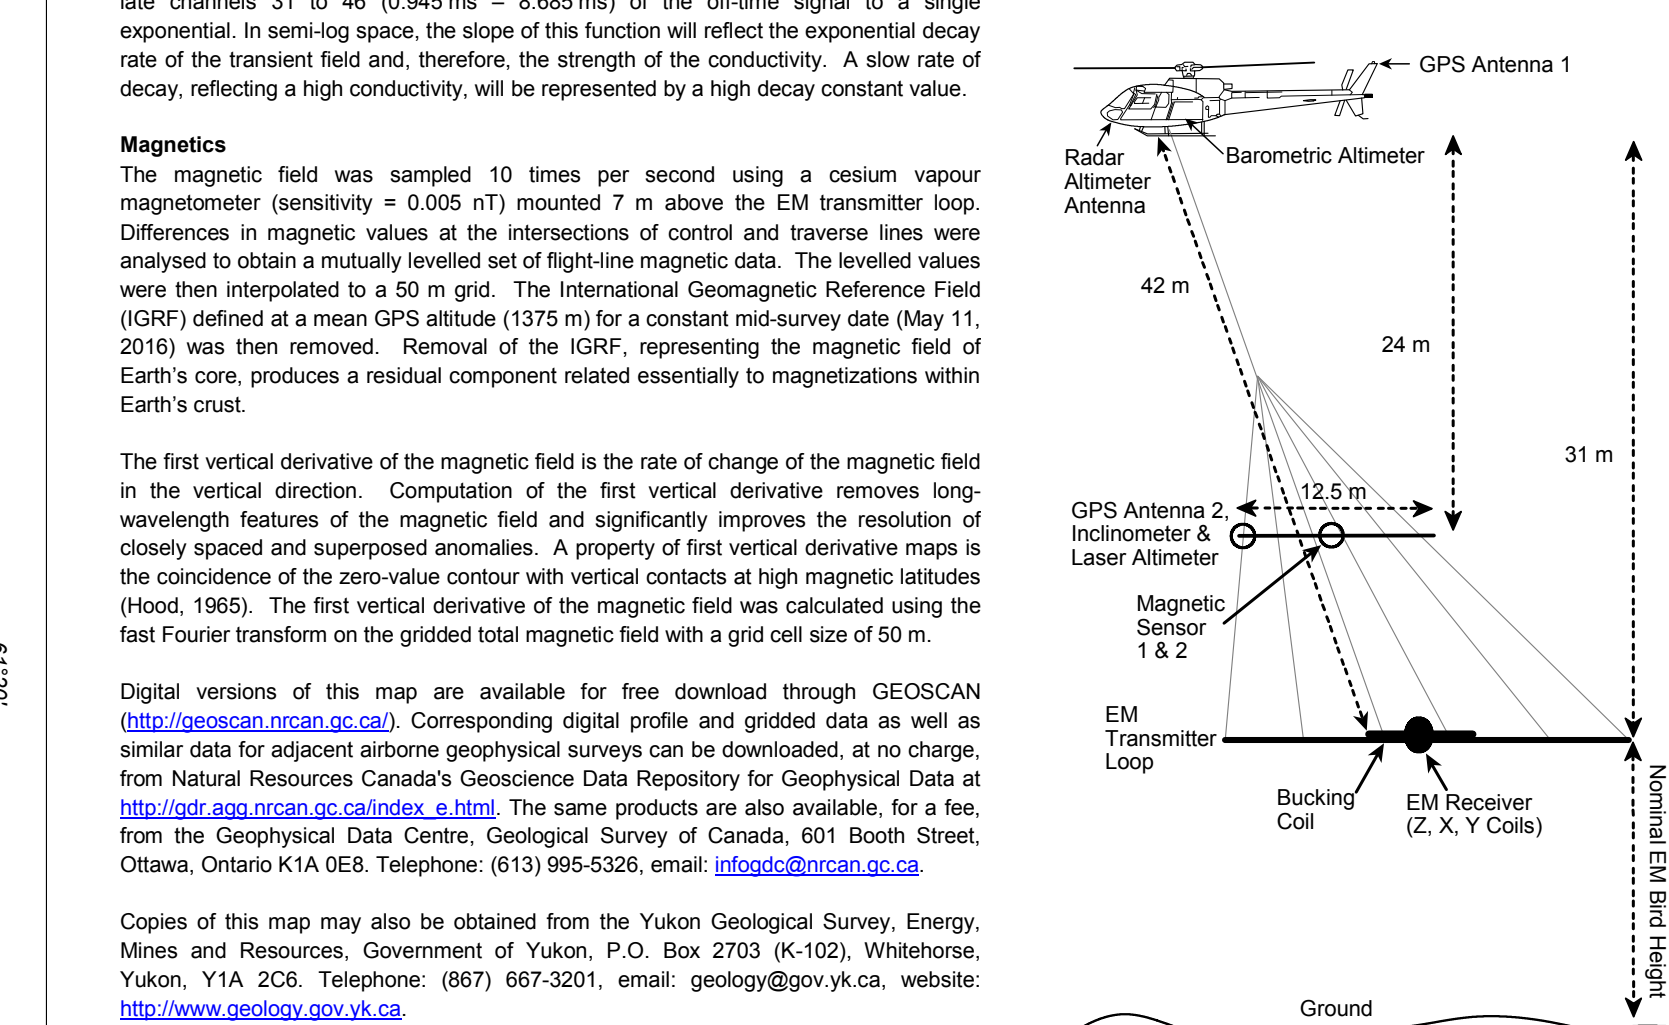 late channels 31 to 46 (0.945 ms – 8.685 ms) of the off-time signal to a single
exponential. In semi-log space, the slope of this function will reflect the exponential decay
rate of the transient field and, therefore, the strength of the conductivity. A slow rate of
decay, reflecting a high conductivity, will be represented by a high decay constant value.
Magnetics
The magnetic field was sampled 10 times per second using a cesium vapour
magnetometer (sensitivity = 0.005 nT) mounted 7 m above the EM transmitter loop.
Differences in magnetic values at the intersections of control and traverse lines were
analysed to obtain a mutually levelled set of flight-line magnetic data. The levelled values
were then interpolated to a 50 m grid. The International Geomagnetic Reference Field
(IGRF) defined at a mean GPS altitude (1375 m) for a constant mid-survey date (May 11,
2016) was then removed. Removal of the IGRF, representing the magnetic field of
Earth's core, produces a residual component related essentially to magnetizations within
Earth's crust.
The first vertical derivative of the magnetic field is the rate of change of the magnetic field
in the vertical direction. Computation of the first vertical derivative removes long-
wavelength features of the magnetic field and significantly improves the resolution of
closely spaced and superposed anomalies. A property of first vertical derivative maps is
the coincidence of the zero-value contour with vertical contacts at high magnetic latitudes
(Hood, 1965). The first vertical derivative of the magnetic field was calculated using the
fast Fourier transform on the gridded total magnetic field with a grid cell size of 50 m.
Digital versions of this map are available for free download through GEOSCAN
(http://geoscan.nrcan.gc.ca/). Corresponding digital profile and gridded data as well as
similar data for adjacent airborne geophysical surveys can be downloaded, at no charge,
from Natural Resources Canada's Geoscience Data Repository for Geophysical Data at
http://gdr.agg.nrcan.gc.ca/index_e.html. The same products are also available, for a fee,
from the Geophysical Data Centre, Geological Survey of Canada, 601 Booth Street,
Ottawa, Ontario K1A 0E8. Telephone: (613) 995-5326, email: infogdc@nrcan.gc.ca.
Copies of this map may also be obtained from the Yukon Geological Survey, Energy,
Mines and Resources, Government of Yukon, P.O. Box 2703 (K-102), Whitehorse,
Yukon, Y1A 2C6. Telephone: (867) 667-3201, email: geology@gov.yk.ca, website:
http://www.geology.gov.yk.ca.
GPS Antenna 1
Radar
Altimeter
Antenna
Barometric Altimeter
42 m
24 m
31 m
12.5 m
GPS Antenna 2,
Inclinometer &
Laser Altimeter
Magnetic
Sensor
1 & 2
EM
Transmitter
Loop
Bucking
Coil
EM Receiver
(Z, X, Y Coils)
Nominal EM Bird Height
Ground